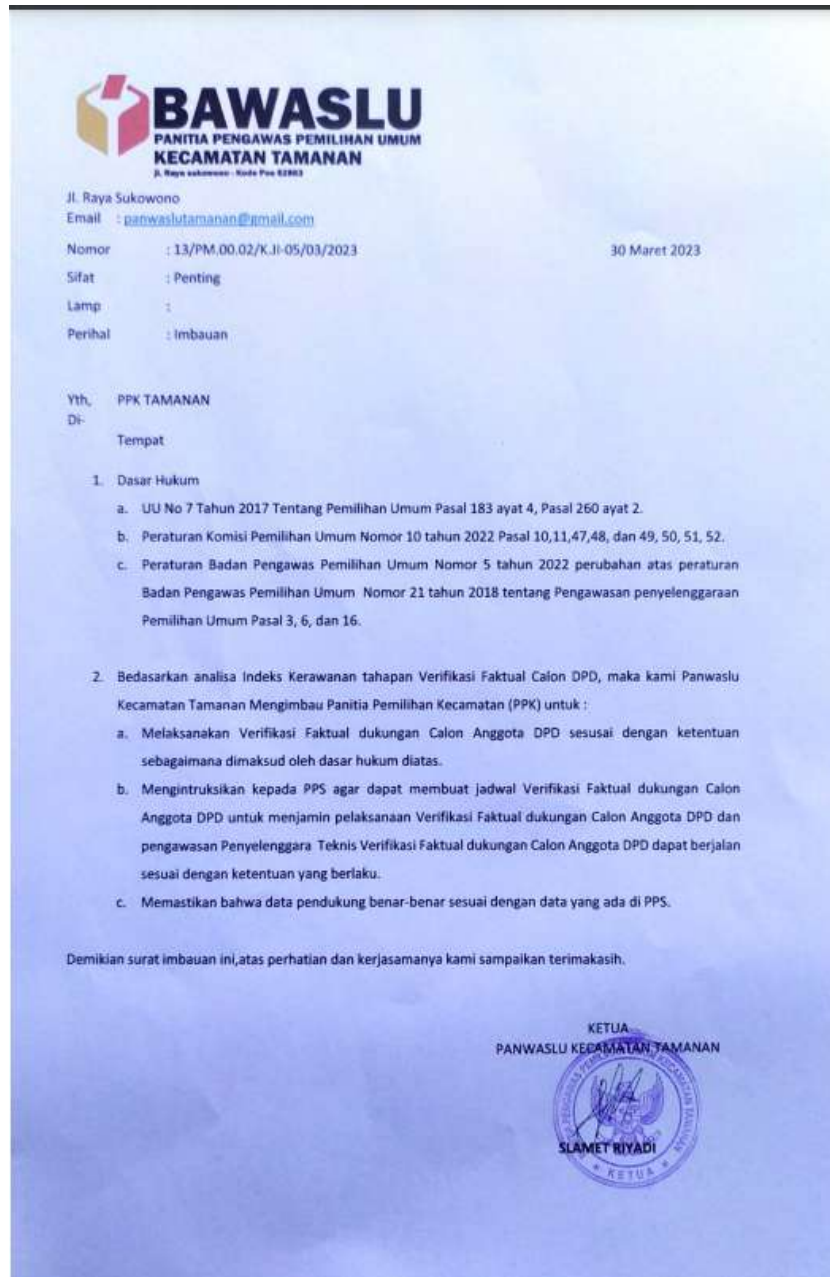 BAWASLU
PANITIA PENGAWAS PEMILIHAN UMUM
KECAMATAN TAMANAN
Jl. Raya sukowono - Kode Pos 62863
Jl. Raya Sukowono
Email : panwaslutamanan@gmail.com
Nomor : 13/PM.00.02/K.JI-05/03/2023 30 Maret 2023
Sifat : Penting
Lamp :
Perihal : Imbauan
Yth, PPK TAMANAN
Di-
Tempat
1. Dasar Hukum
a. UU No 7 Tahun 2017 Tentang Pemilihan Umum Pasal 183 ayat 4, Pasal 260 ayat 2.
b. Peraturan Komisi Pemilihan Umum Nomor 10 tahun 2022 Pasal 10,11,47,48, dan 49, 50, 51, 52.
c. Peraturan Badan Pengawas Pemilihan Umum Nomor 5 tahun 2022 perubahan atas peraturan
Badan Pengawas Pemilihan Umum Nomor 21 tahun 2018 tentang Pengawasan penyelenggaraan
Pemilihan Umum Pasal 3, 6, dan 16.
2. Bedasarkan analisa Indeks Kerawanan tahapan Verifikasi Faktual Calon DPD, maka kami Panwaslu
Kecamatan Tamanan Mengimbau Panitia Pemilihan Kecamatan (PPK) untuk :
a. Melaksanakan Verifikasi Faktual dukungan Calon Anggota DPD sesusai dengan ketentuan
sebagaimana dimaksud oleh dasar hukum diatas.
b. Mengintruksikan kepada PPS agar dapat membuat jadwal Verifikasi Faktual dukungan Calon
Anggota DPD untuk menjamin pelaksanaan Verifikasi Faktual dukungan Calon Anggota DPD dan
pengawasan Penyelenggara Teknis Verifikasi Faktual dukungan Calon Anggota DPD dapat berjalan
sesuai dengan ketentuan yang berlaku.
c. Memastikan bahwa data pendukung benar-benar sesuai dengan data yang ada di PPS.
Demikian surat imbauan ini,atas perhatian dan kerjasamanya kami sampaikan terimakasih.
KETUA
PANWASLU KECAMATAN TAMANAN
SLAMET RIYADI
KETUA